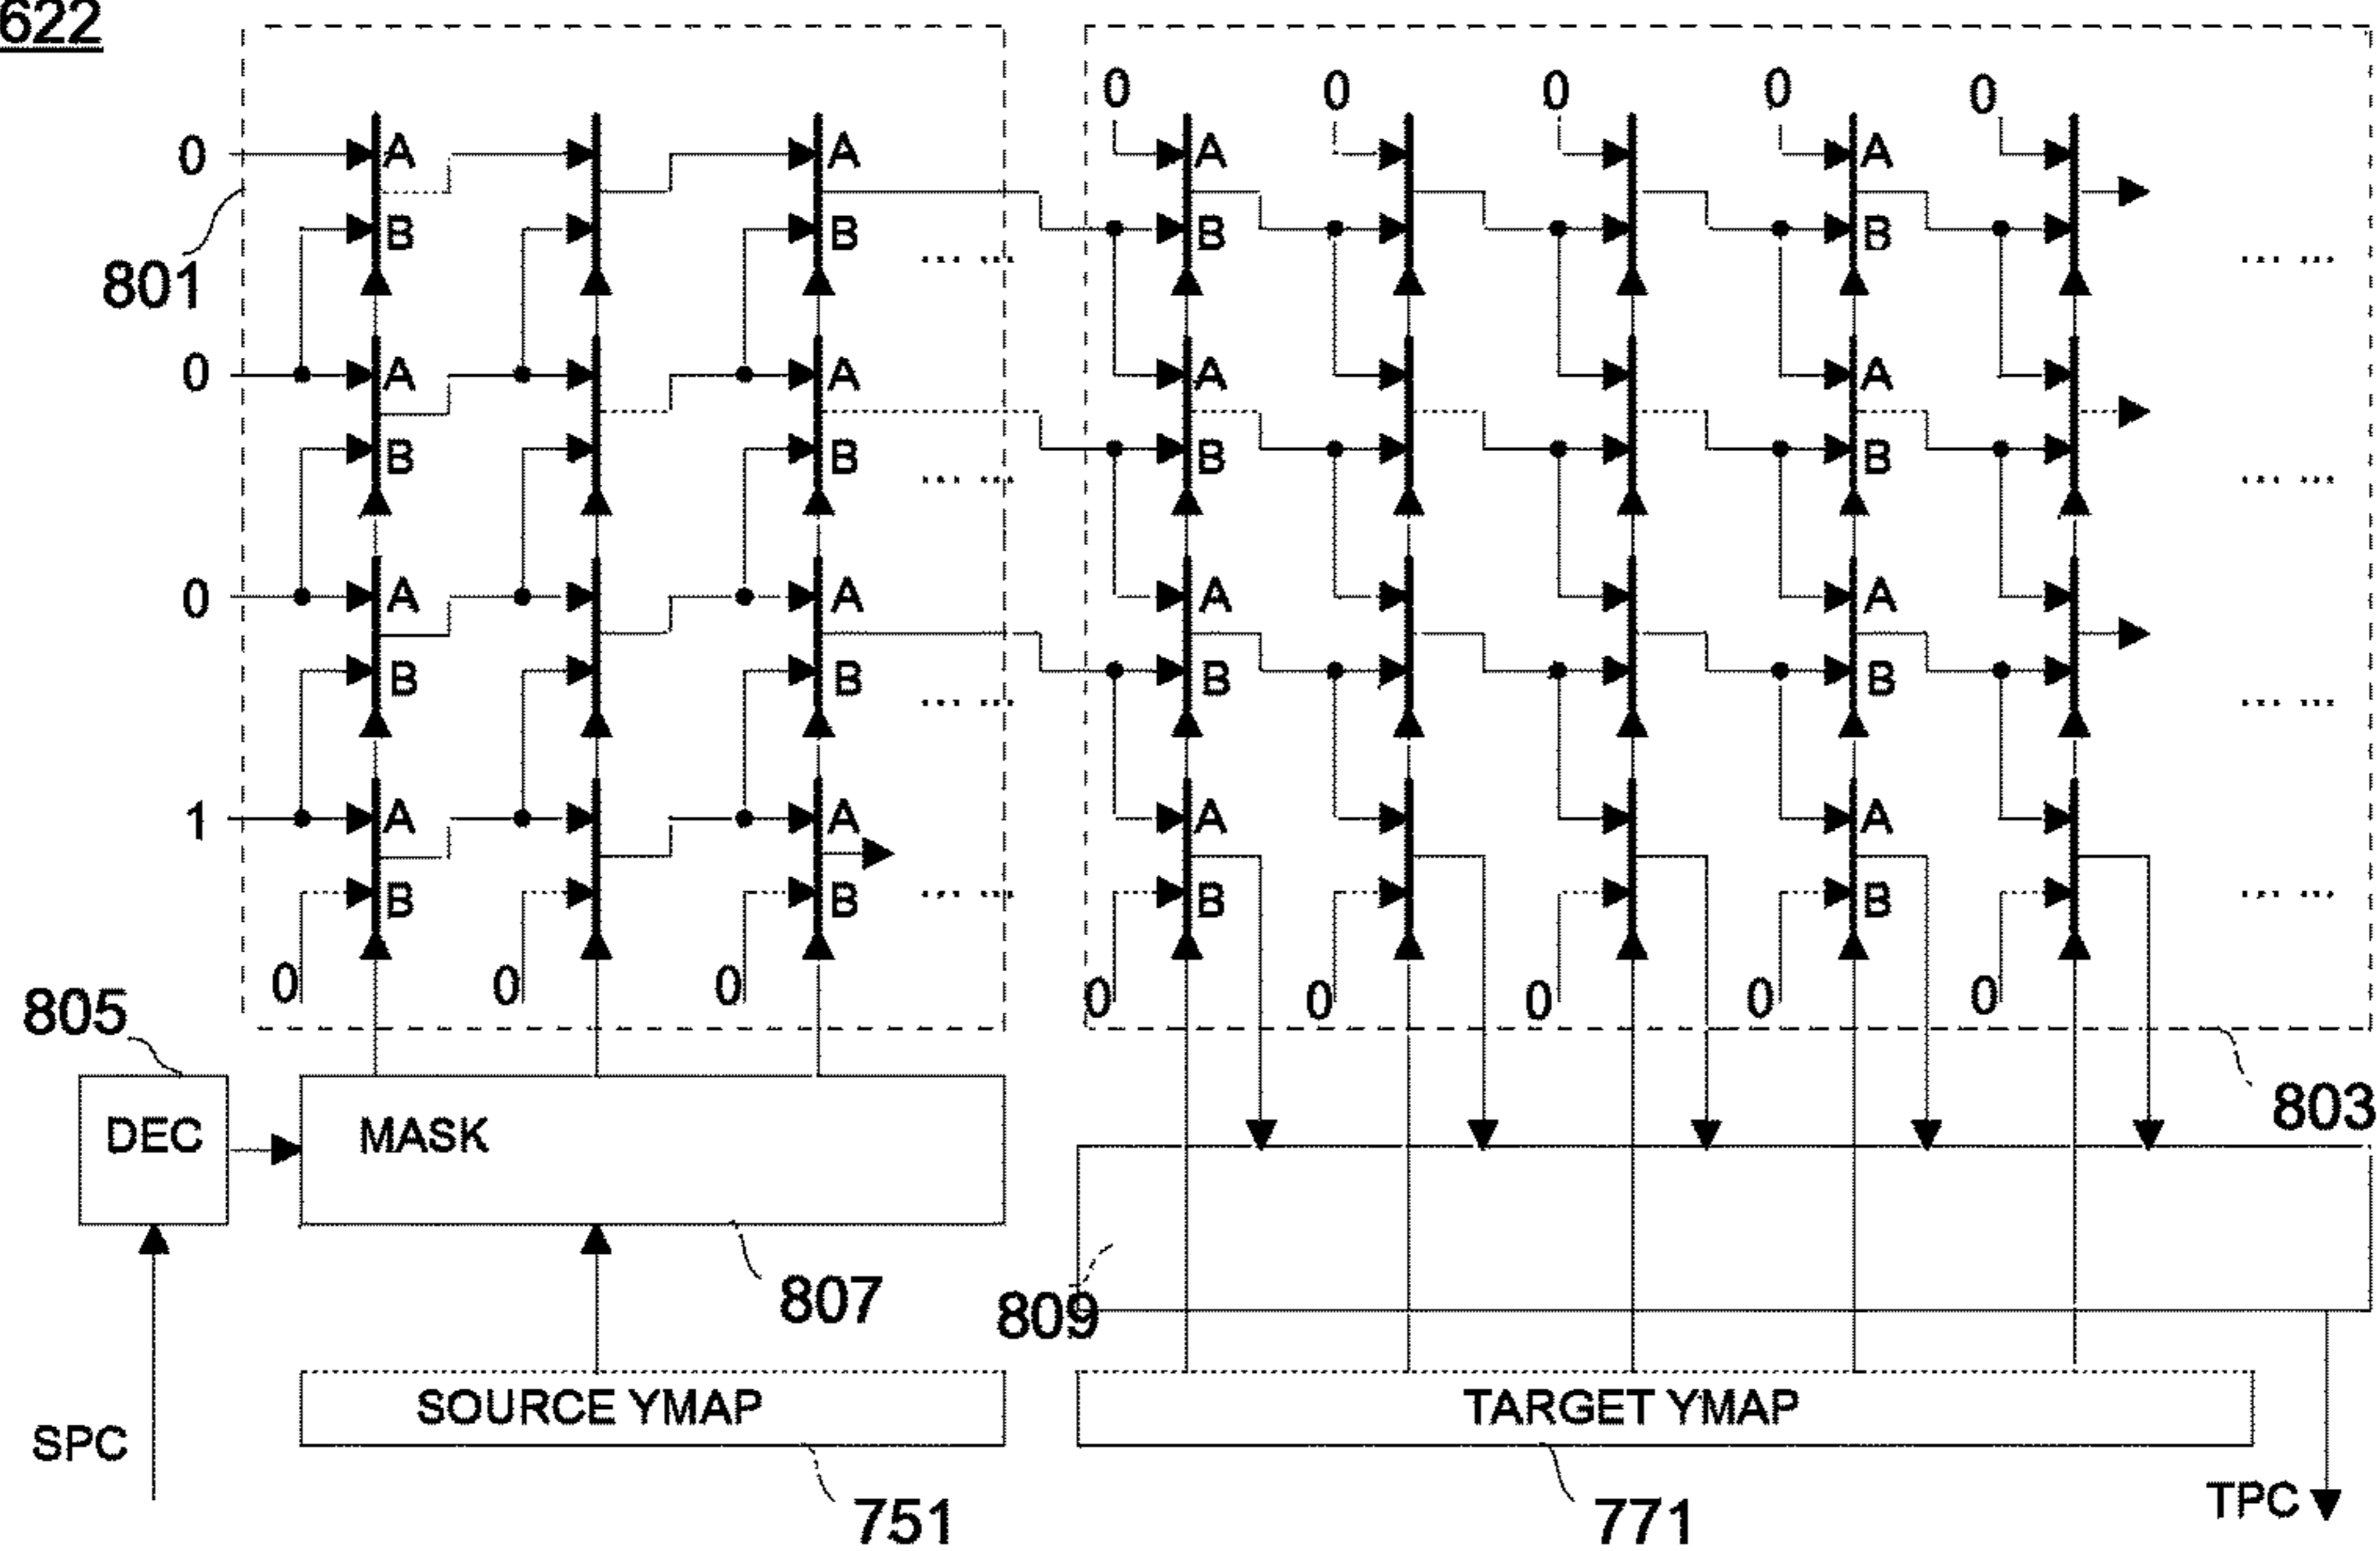 622
0 0 0 0 0
0 A A A A
801 B B B B
... ... ... ...
0 A A A A
B B B B
... ... ... ...
0 A A A A
B B B B
... ... ... ...
1 A A A A
B B B B
... ... ... ...
0 0 0 0 0 0 0 0
805
DEC MASK 803
807 809
SOURCE YMAP TARGET YMAP
SPC 751 771 TPC